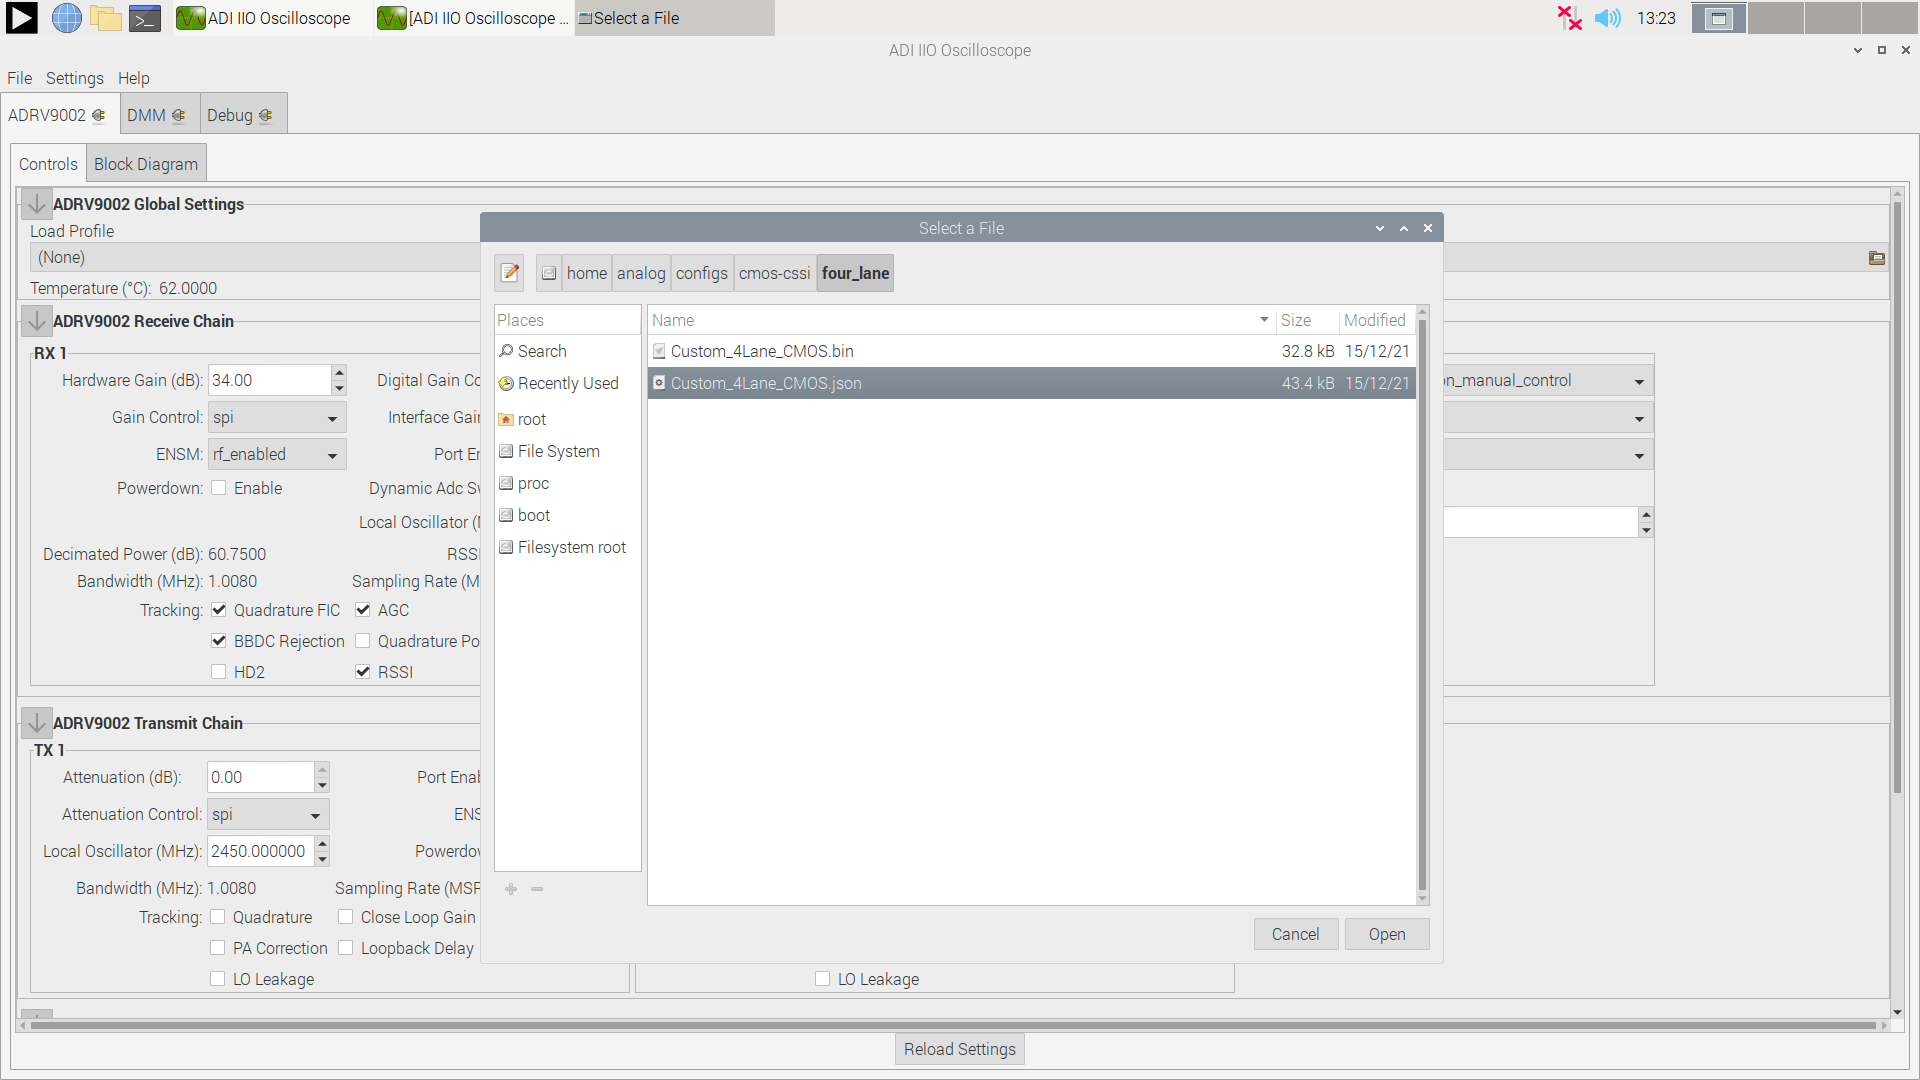 ADI IIO Oscilloscope
[ADI IIO Oscilloscope ...
Select a File
13:23
ADI IIO Oscilloscope
File Settings Help
ADRV9002 DMM Debug
Controls Block Diagram
ADRV9002 Global Settings
Load Profile
(None)
Temperature (°C): 62.0000
ADRV9002 Receive Chain
RX 1
Hardware Gain (dB): 34.00 Digital Gain Co
Gain Control: spi Interface Gai
ENSM: rf_enabled Port E
Powerdown: Enable Dynamic Adc Sw
Local Oscillator (
Decimated Power (dB): 60.7500 RSSI
Bandwidth (MHz): 1.0080 Sampling Rate (M
Tracking: Quadrature FIC AGC
BBDC Rejection Quadrature Po
HD2 RSSI
n_manual_control
ADRV9002 Transmit Chain
TX 1
Attenuation (dB): 0.00 Port Enab
Attenuation Control: spi ENS
Local Oscillator (MHz): 2450.000000 Powerdow
Bandwidth (MHz): 1.0080 Sampling Rate (MSP
Tracking: Quadrature Close Loop Gain
PA Correction Loopback Delay
LO Leakage LO Leakage
Select a File
home analog configs cmos-cssi four_lane
Places
Search
Recently Used
root
File System
proc
boot
Filesystem root
Name Size Modified
Custom_4Lane_CMOS.bin 32.8 kB 15/12/21
Custom_4Lane_CMOS.json 43.4 kB 15/12/21
Cancel Open
Reload Settings